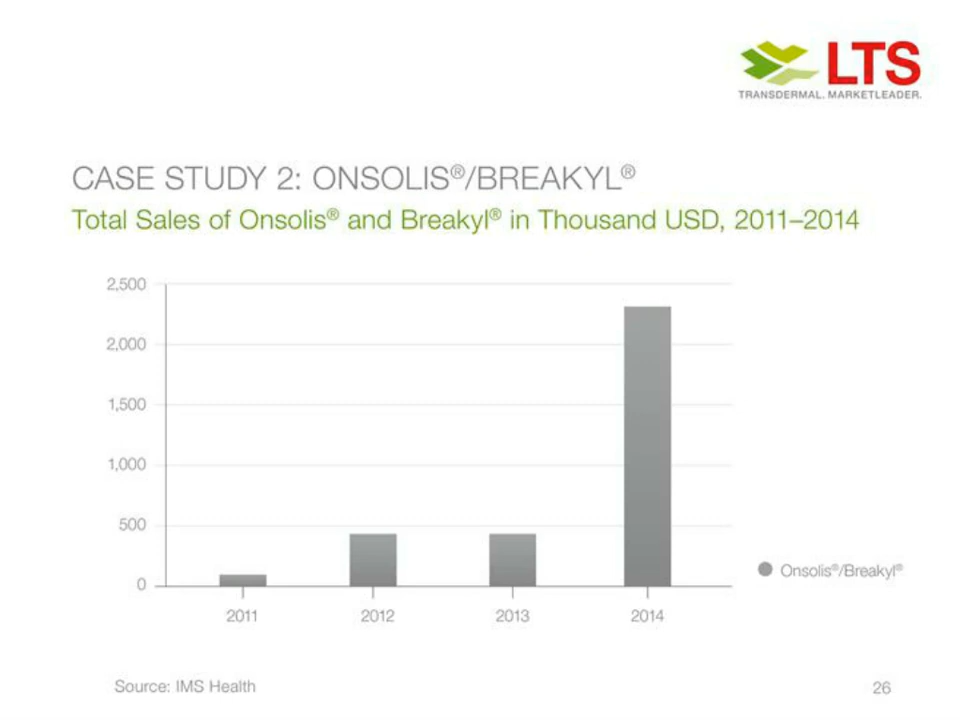 LTS
TRANSDERMAL. MARKETLEADER.
CASE STUDY 2: ONSOLIS®/BREAKYL®
Total Sales of Onsolis® and Breakyl® in Thousand USD, 2011–2014
2,500
2,000
1,500
1,000
500
0
2011 2012 2013 2014
Onsolis®/Breakyl®
Source: IMS Health
26